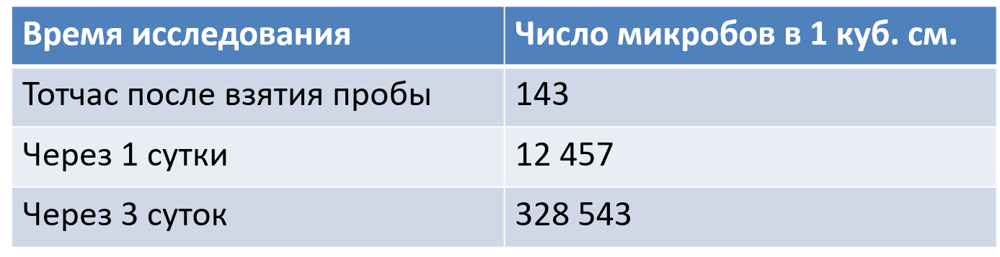 Время исследования Число микробов в 1 куб. см.
Тотчас после взятия пробы 143
Через 1 сутки 12 457
Через 3 суток 328 543